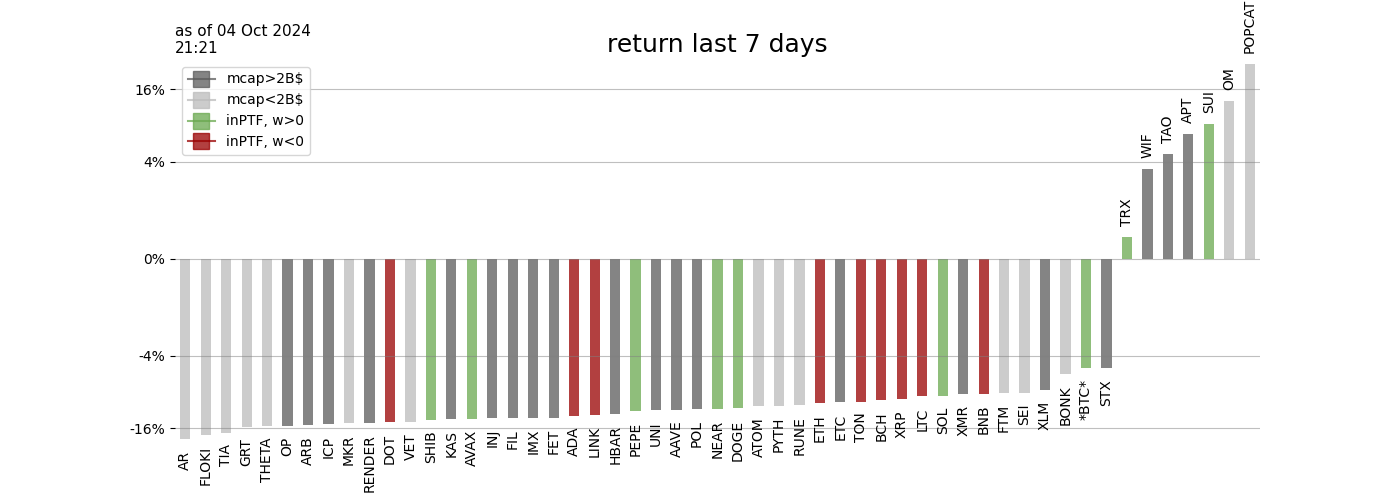 as of 04 Oct 2024
21:21
return last 7 days
mcap>2B$
mcap<2B$
inPTF, w>0
inPTF, w<0
16%
4%
0%
-4%
-16%
AR
FLOKI
TIA
GRT
THETA
OP
ARB
ICP
MKR
RENDER
DOT
VET
SHIB
KAS
AVAX
INJ
FIL
IMX
FET
ADA
LINK
HBAR
PEPE
UNI
AAVE
POL
NEAR
DOGE
ATOM
PYTH
RUNE
ETH
ETC
TON
BCH
XRP
LTC
SOL
XMR
BNB
FTM
SEI
XLM
BONK
*BTC*
STX
TRX
WIF
TAO
APT
SUI
OM
POPCAT